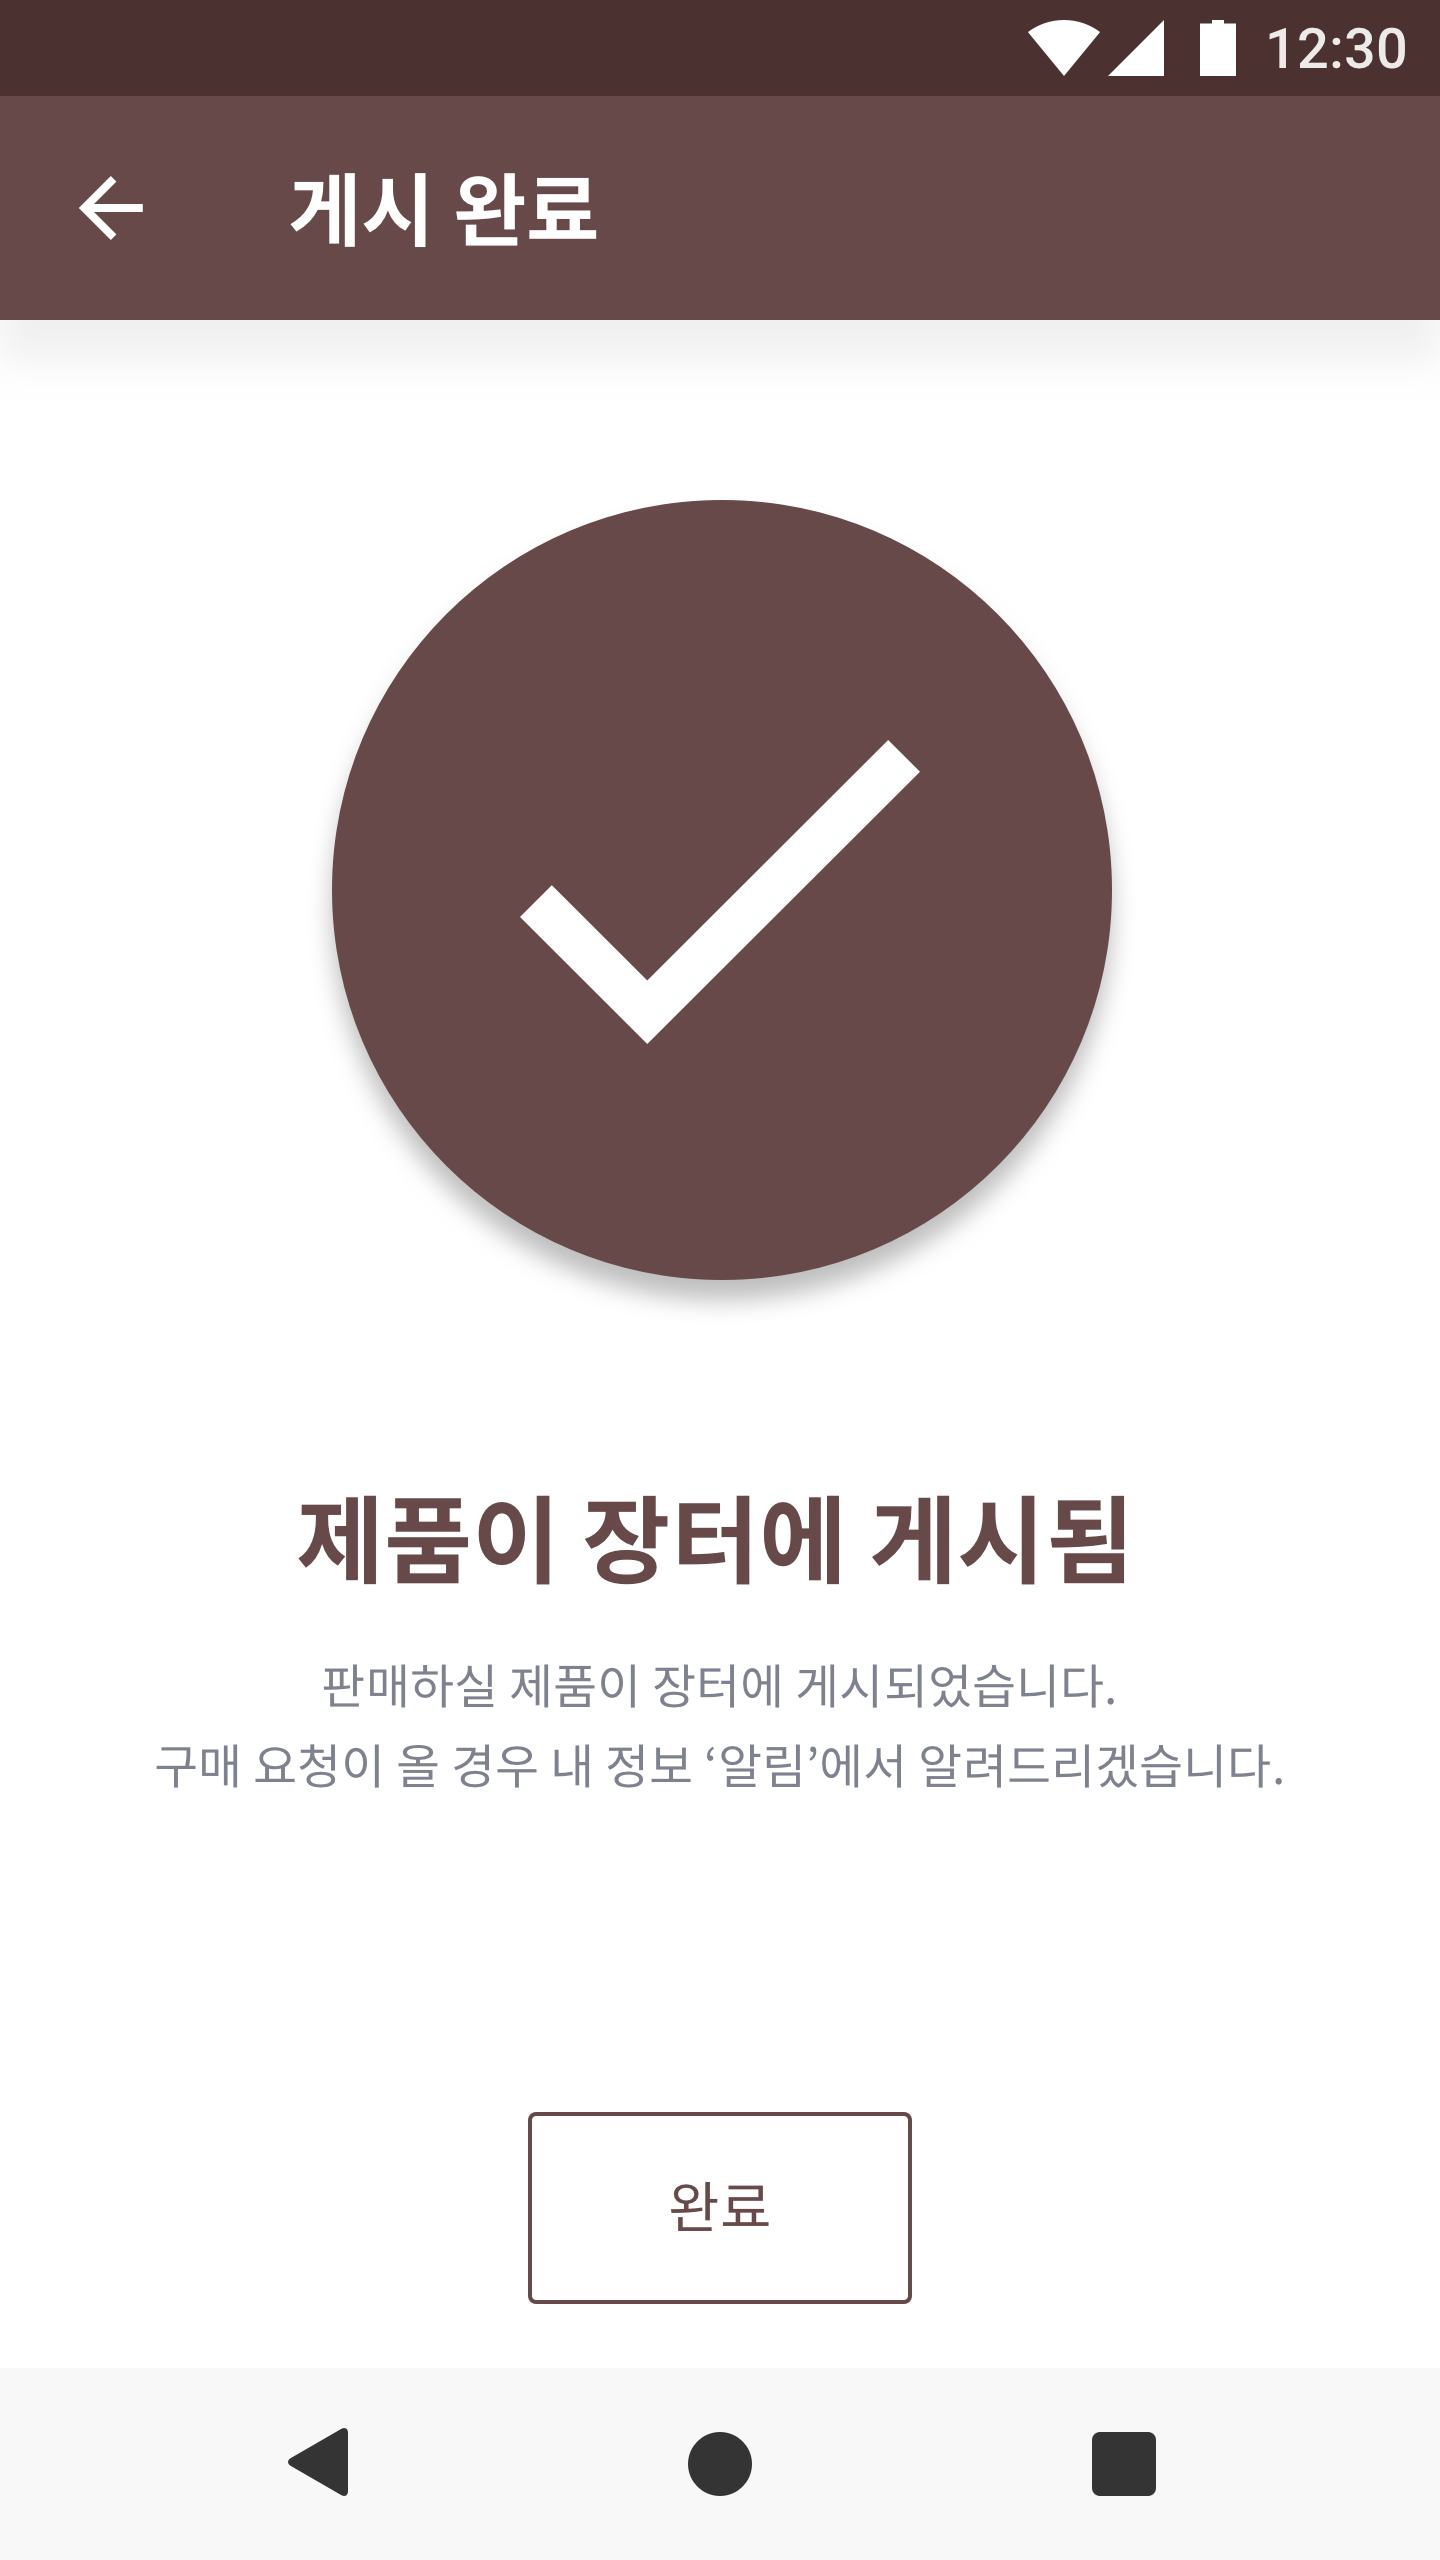 12:30
게시 완료
제품이 장터에 게시됨
판매하실 제품이 장터에 게시되었습니다.
구매 요청이 올 경우 내 정보 ‘알림’에서 알려드리겠습니다.
완료